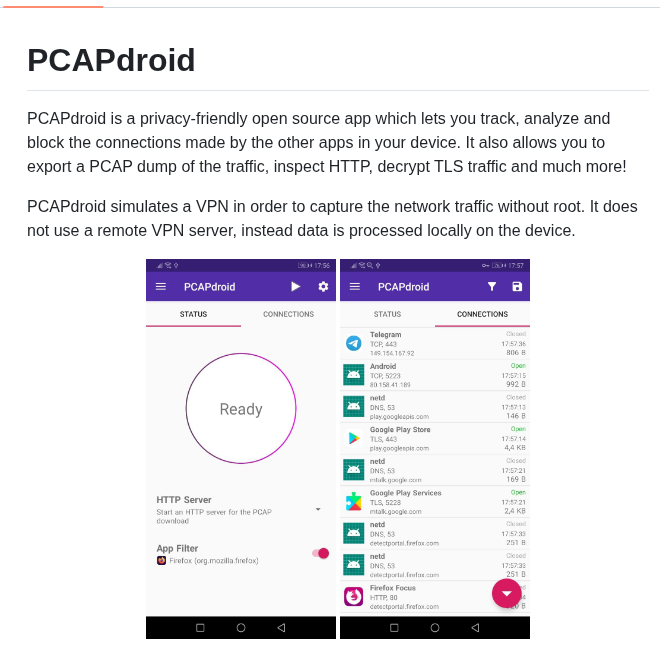 PCAPdroid
PCAPdroid is a privacy-friendly open source app which lets you track, analyze and
block the connections made by the other apps in your device. It also allows you to
export a PCAP dump of the traffic, inspect HTTP, decrypt TLS traffic and much more!
PCAPdroid simulates a VPN in order to capture the network traffic without root. It does
not use a remote VPN server, instead data is processed locally on the device.
17:56
PCAPdroid
STATUS CONNECTIONS
Ready
HTTP Server
Start an HTTP server for the PCAP
download
App Filter
Firefox (org.mozilla.firefox)
17:57
PCAPdroid
STATUS CONNECTIONS
Telegram Closed
TCP, 443 17:57:36
149.154.167.92 806 B
Android Open
TCP, 5223 17:57:15
80.158.41.189 992 B
netd Closed
DNS, 53 17:57:13
play.googleapis.com 146 B
Google Play Store Open
TLS, 443 17:57:14
play.googleapis.com 4,4 KB
netd Closed
DNS, 53 17:57:21
mtalk.google.com 169 B
Google Play Services Open
TLS, 5228 17:57:21
mtalk.google.com 2,4 KB
netd Closed
DNS, 53 17:57:33
detectportal.firefox.com 251 B
netd Closed
DNS, 53 17:57:33
detectportal.firefox.com 251 B
Firefox Focus Closed
HTTP, 80
detectportal.firefox.com